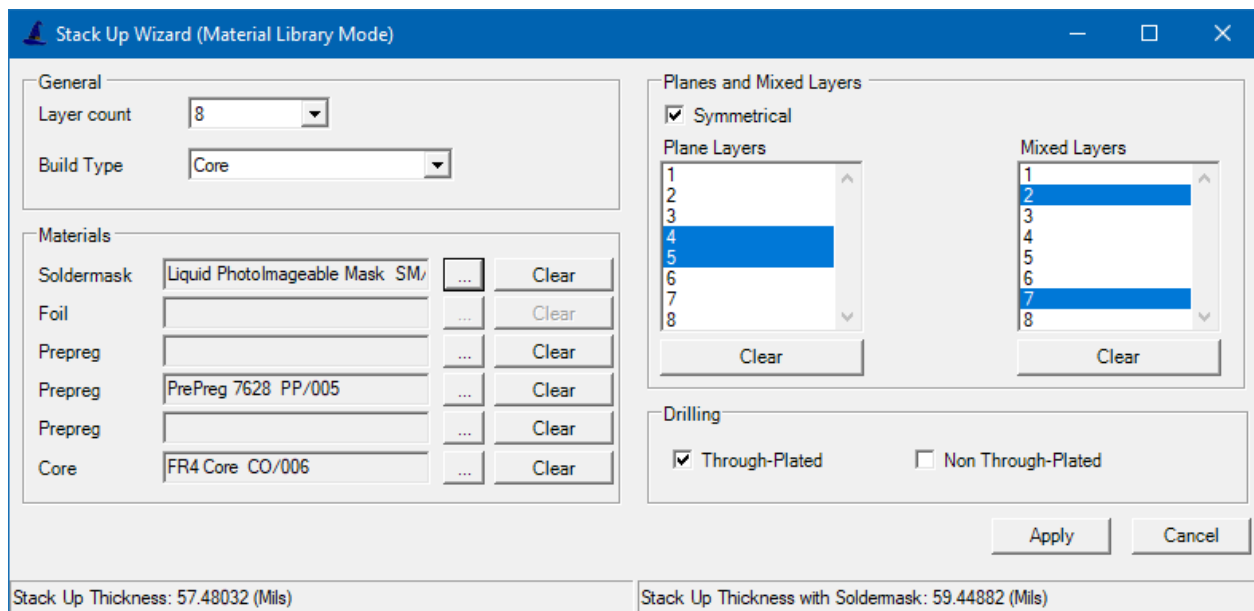 Stack Up Wizard (Material Library Mode)
General
Layer count 8
Build Type Core
Materials
Soldermask Liquid PhotoImageable Mask SM/ ... Clear
Foil ... Clear
Prepreg ... Clear
Prepreg PrePreg 7628 PP/005 ... Clear
Prepreg ... Clear
Core FR4 Core CO/006 ... Clear
Planes and Mixed Layers
Symmetrical
Plane Layers
1
2
3
4
5
6
7
8
Clear
Mixed Layers
1
2
3
4
5
6
7
8
Clear
Drilling
Through-Plated Non Through-Plated
Apply Cancel
Stack Up Thickness: 57.48032 (Mils)
Stack Up Thickness with Soldermask: 59.44882 (Mils)